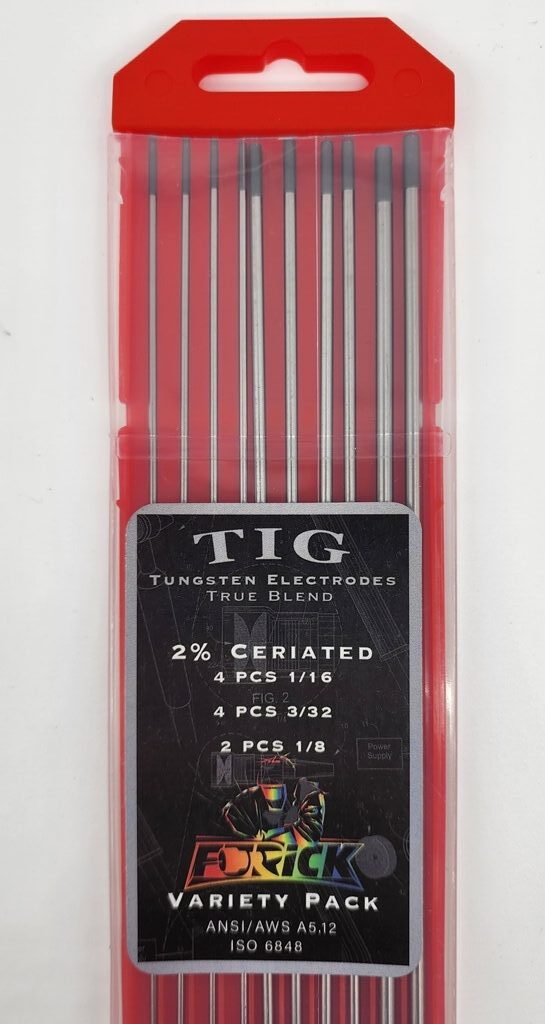 TIG
TUNGSTEN ELECTRODES
TRUE BLEND
2% CERIATED
4 PCS 1/16
FIG. 2
4 PCS 3/32
2 PCS 1/8
Power
Supply
FORRICK
VARIETY PACK
ANSI/AWS A5.12
ISO 6848